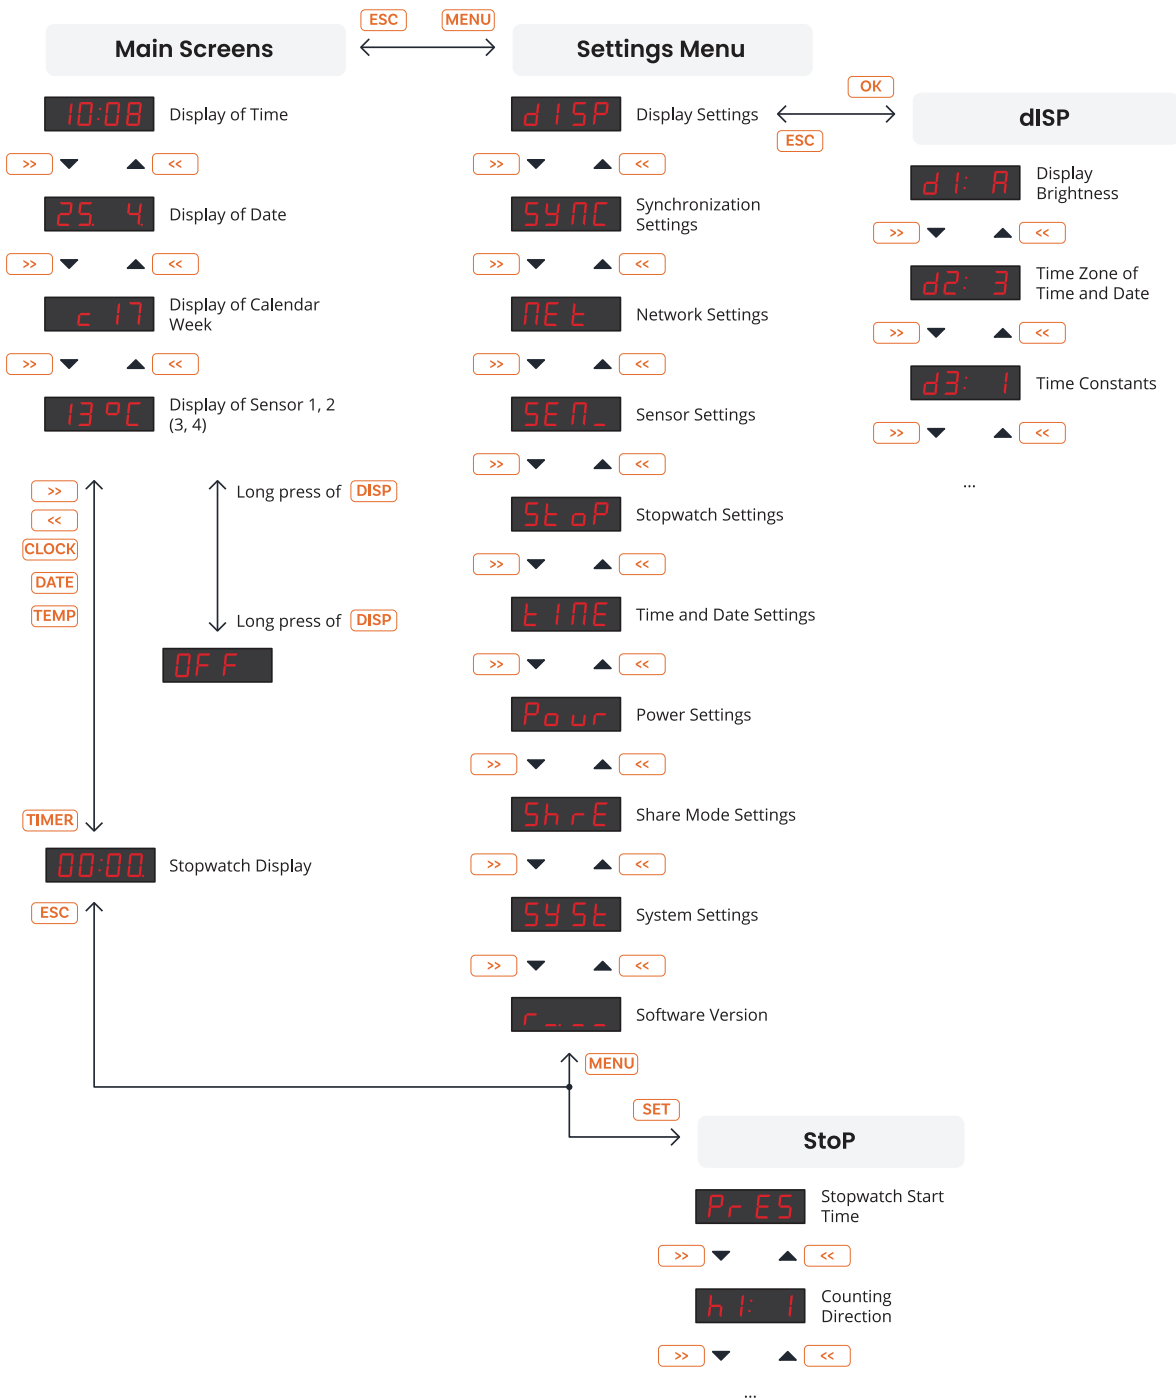 ESC
MENU
Main Screens
Settings Menu
10:08
Display of Time
>>
<<
25. 4.
Display of Date
>>
<<
c 17
Display of Calendar
Week
>>
<<
13 °C
Display of Sensor 1, 2
(3, 4)
>>
<<
CLOCK
DATE
TEMP
Long press of DISP
Long press of DISP
OFF
TIMER
00:00.
Stopwatch Display
ESC
dISP
Display Settings
>>
<<
SYNC
Synchronization
Settings
>>
<<
NEt
Network Settings
>>
<<
SEN_
Sensor Settings
>>
<<
StoP
Stopwatch Settings
>>
<<
tIME
Time and Date Settings
>>
<<
Pour
Power Settings
>>
<<
ShrE
Share Mode Settings
>>
<<
SYSt
System Settings
>>
<<
r_._ _
Software Version
MENU
SET
OK
ESC
dISP
d1: A
Display
Brightness
>>
<<
d2: 3
Time Zone of
Time and Date
>>
<<
d3: 1
Time Constants
>>
<<
...
StoP
PrES
Stopwatch Start
Time
>>
<<
h1: 1
Counting
Direction
>>
<<
...